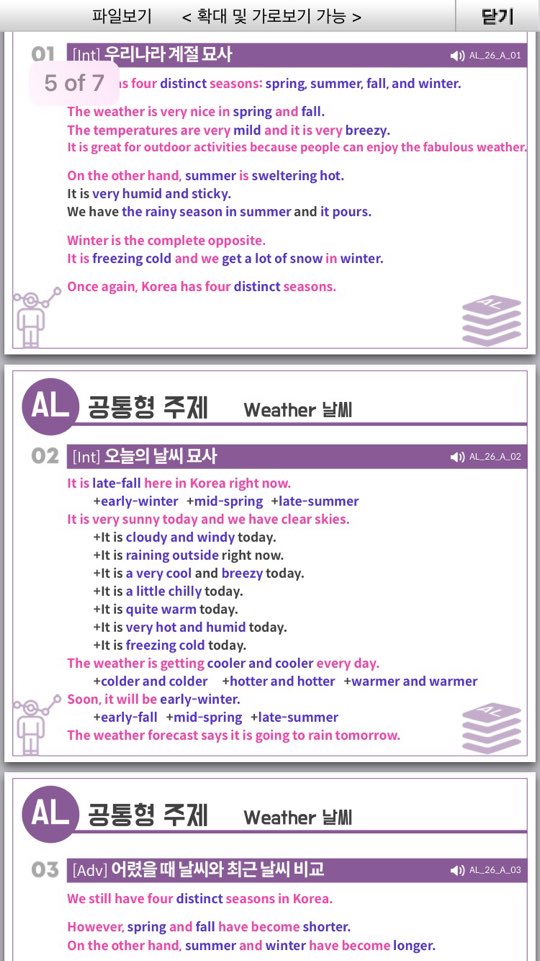 파일보기 < 확대 및 가로보기 가능 > 닫기
01 [Int] 우리나라 계절 묘사 AL_26_A_01
5 of 7
as four distinct seasons: spring, summer, fall, and winter.
The weather is very nice in spring and fall.
The temperatures are very mild and it is very breezy.
It is great for outdoor activities because people can enjoy the fabulous weather.
On the other hand, summer is sweltering hot.
It is very humid and sticky.
We have the rainy season in summer and it pours.
Winter is the complete opposite.
It is freezing cold and we get a lot of snow in winter.
Once again, Korea has four distinct seasons.
AL
AL 공통형 주제 Weather 날씨
02 [Int] 오늘의 날씨 묘사 AL_26_A_02
It is late-fall here in Korea right now.
+early-winter +mid-spring +late-summer
It is very sunny today and we have clear skies.
+It is cloudy and windy today.
+It is raining outside right now.
+It is a very cool and breezy today.
+It is a little chilly today.
+It is quite warm today.
+It is very hot and humid today.
+It is freezing cold today.
The weather is getting cooler and cooler every day.
+colder and colder +hotter and hotter +warmer and warmer
Soon, it will be early-winter.
+early-fall +mid-spring +late-summer
The weather forecast says it is going to rain tomorrow.
AL
AL 공통형 주제 Weather 날씨
03 [Adv] 어렸을 때 날씨와 최근 날씨 비교 AL_26_A_03
We still have four distinct seasons in Korea.
However, spring and fall have become shorter.
On the other hand, summer and winter have become longer.